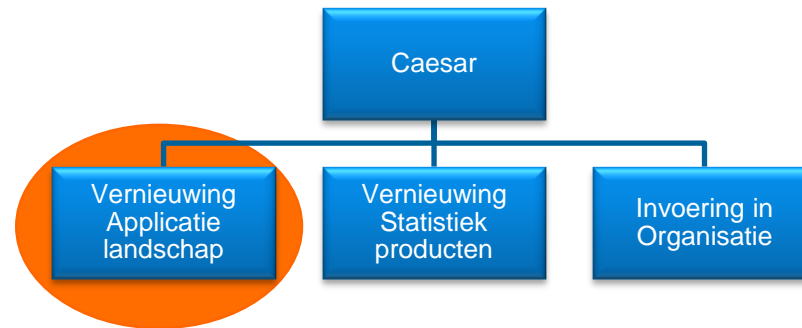 Caesar
Vernieuwing
Applicatie
landschap
Vernieuwing
Statistiek
producten
Invoering in
Organisatie